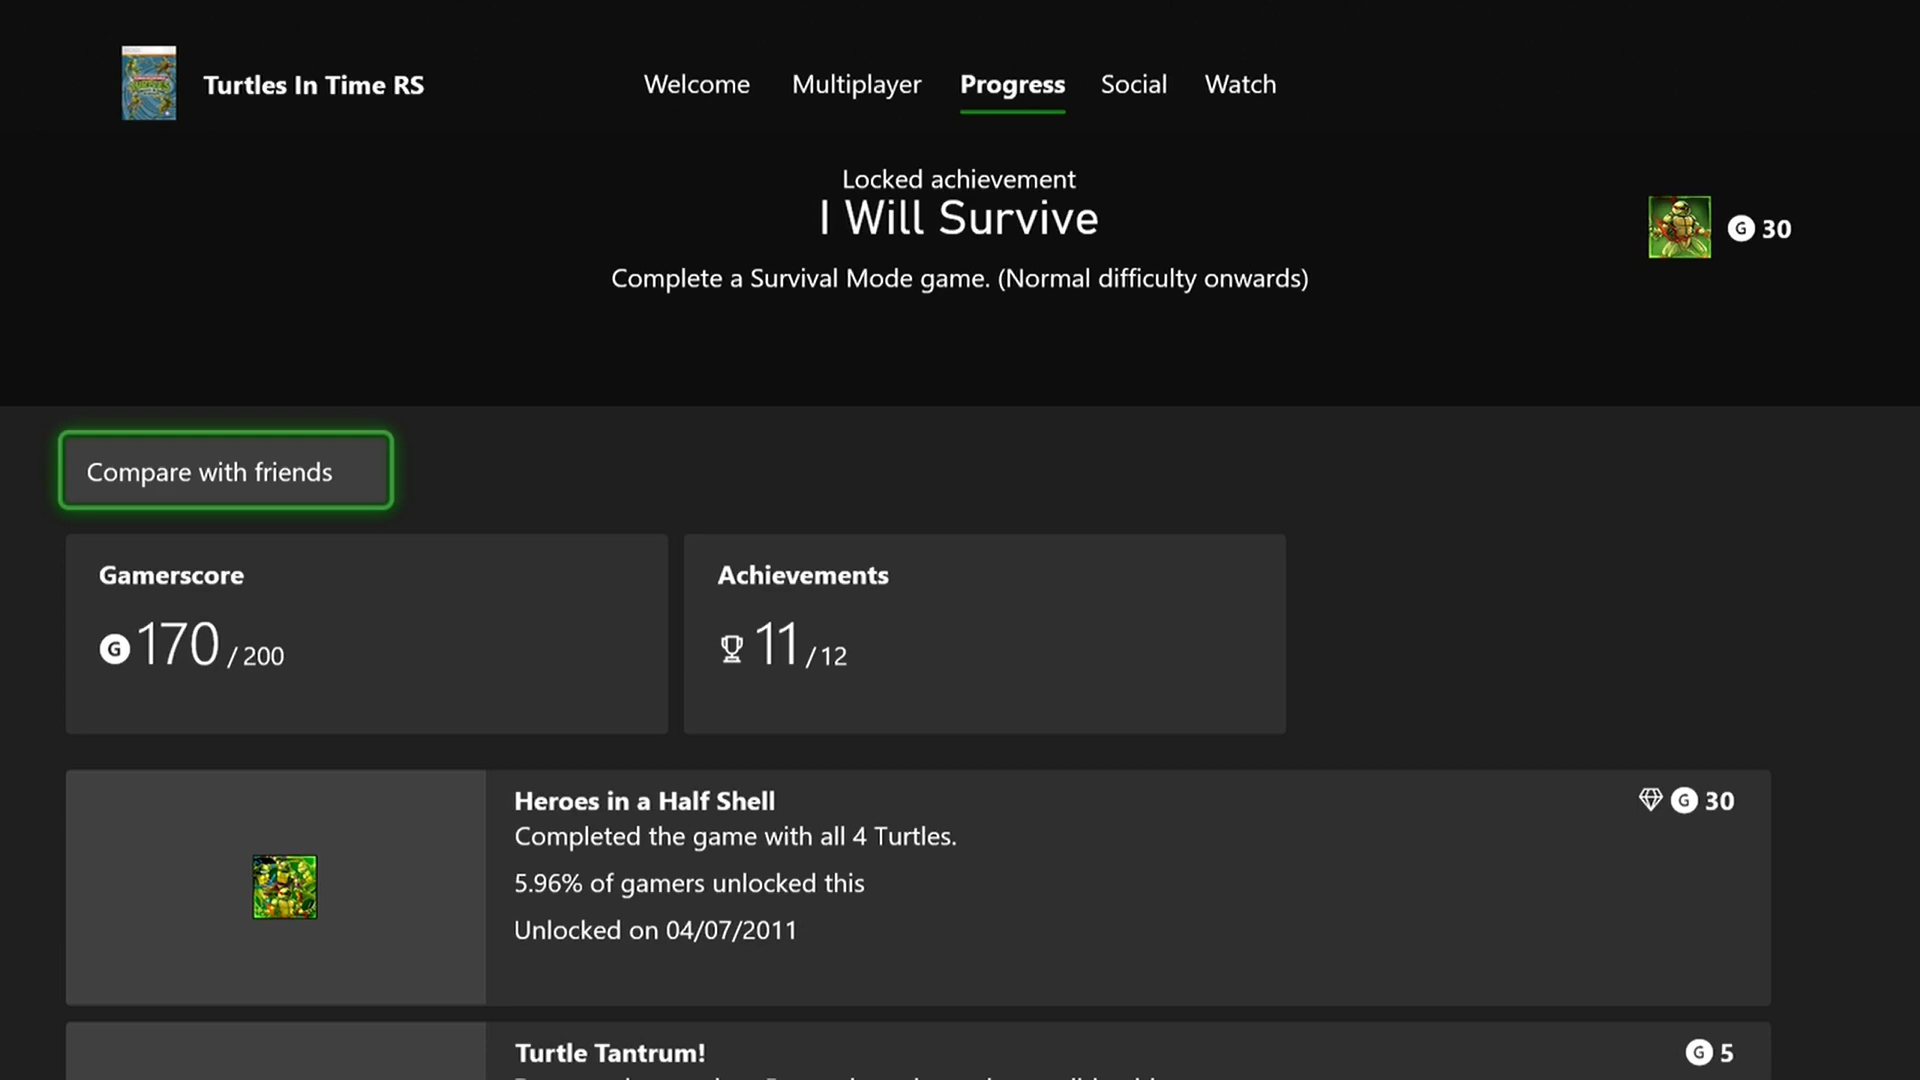 Turtles In Time RS
Welcome
Multiplayer
Progress
Social
Watch
Locked achievement
I Will Survive
Complete a Survival Mode game. (Normal difficulty onwards)
G 30
Compare with friends
Gamerscore
G 170 / 200
Achievements
11 / 12
Heroes in a Half Shell
G 30
Completed the game with all 4 Turtles.
5.96% of gamers unlocked this
Unlocked on 04/07/2011
Turtle Tantrum!
G 5